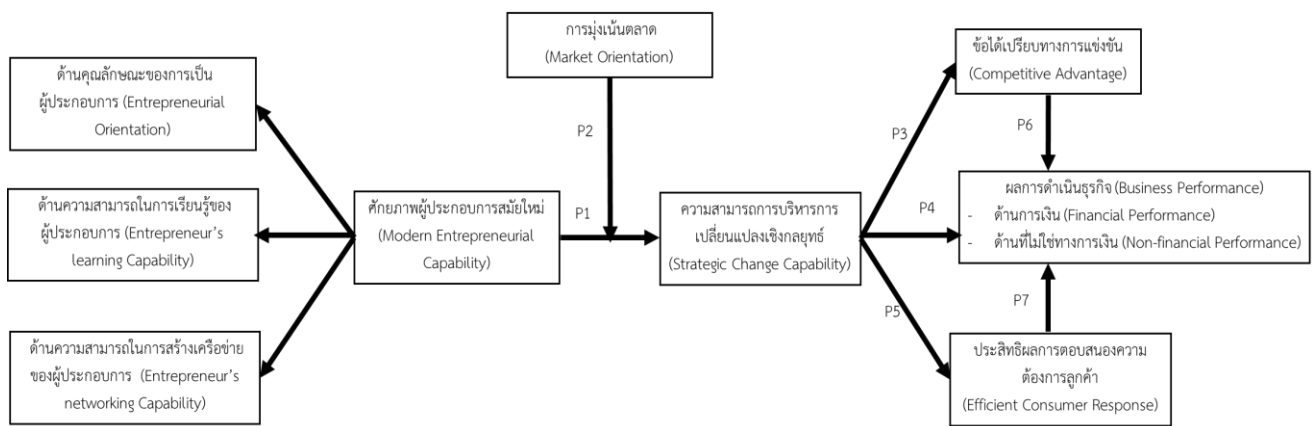 ด้านคุณลักษณะของการเป็น
ผู้ประกอบการ (Entrepreneurial
Orientation)
ด้านความสามารถในการเรียนรู้ของ
ผู้ประกอบการ (Entrepreneur's
learning Capability)
ด้านความสามารถในการสร้างเครือข่าย
ของผู้ประกอบการ (Entrepreneur's
networking Capability)
ศักยภาพผู้ประกอบการสมัยใหม่
(Modern Entrepreneurial
Capability)
P1
การมุ่งเน้นตลาด
(Market Orientation)
P2
ความสามารถการบริหารการ
เปลี่ยนแปลงเชิงกลยุทธ์
(Strategic Change Capability)
P3
P4
P5
ข้อได้เปรียบทางการแข่งขัน
(Competitive Advantage)
P6
ผลการดำเนินธุรกิจ (Business Performance)
- ด้านการเงิน (Financial Performance)
- ด้านที่ไม่ใช่ทางการเงิน (Non-financial Performance)
P7
ประสิทธิผลการตอบสนองความ
ต้องการลูกค้า
(Efficient Consumer Response)